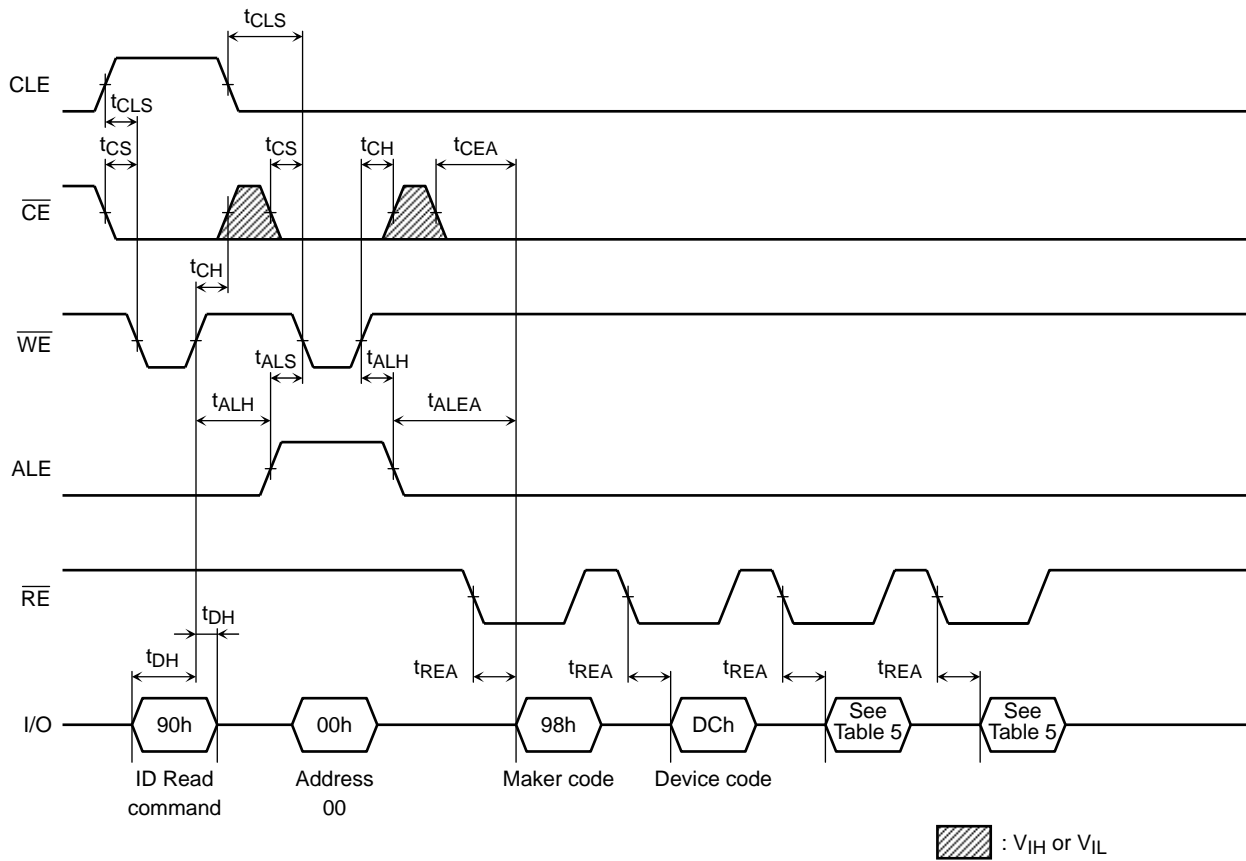 tCLS
CLE
tCLS
tCS
tCS
tCH
tCEA
CE
tCH
WE
tALS
tALH
tALH
tALEA
ALE
RE
tDH
tDH
tREA
tREA
tREA
tREA
I/O
90h
00h
98h
DCh
See
Table 5
See
Table 5
ID Read
command
Address
00
Maker code
Device code
: VIH or VIL